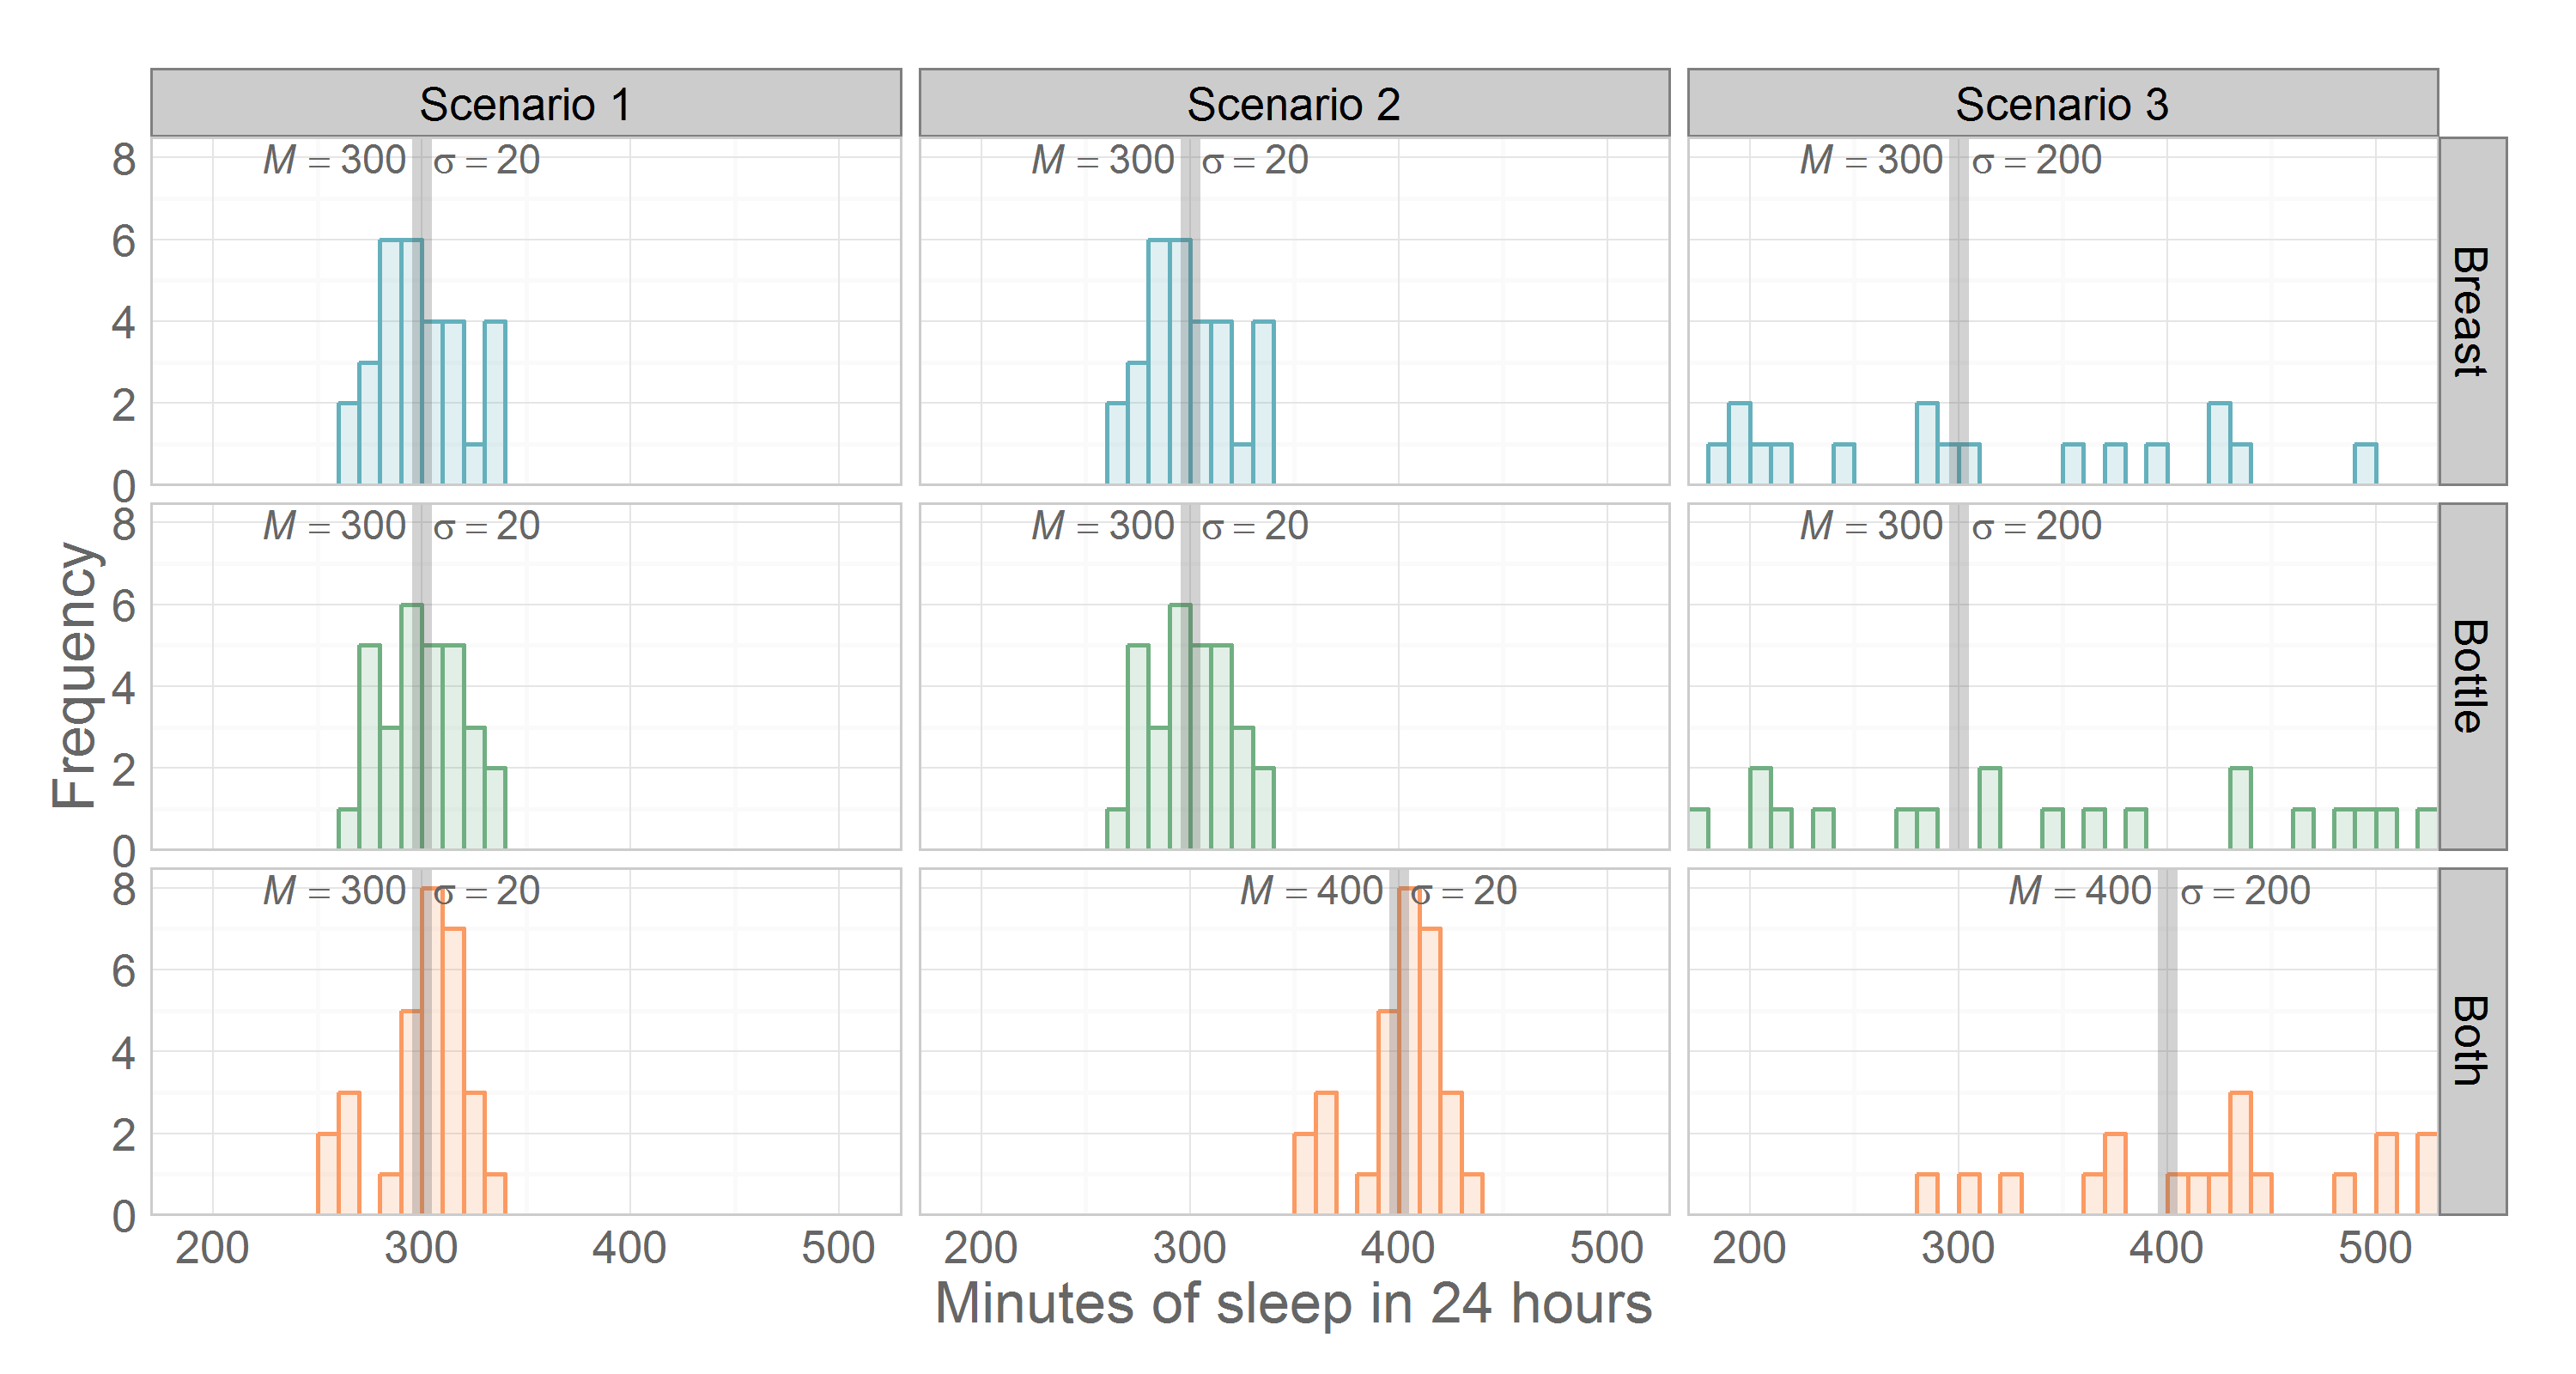 Scenario 1 Scenario 2 Scenario 3
8 M = 300 σ = 20 M = 300 σ = 20 M = 300 σ = 200
6
4
2
0
Breast
8 M = 300 σ = 20 M = 300 σ = 20 M = 300 σ = 200
6
4
2
0
Bottle
8 M = 300 σ = 20 M = 400 σ = 20 M = 400 σ = 200
6
4
2
0
Both
Frequency
200 300 400 500 200 300 400 500 200 300 400 500
Minutes of sleep in 24 hours